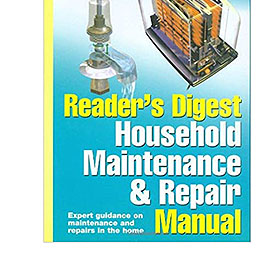 Reader's Digest
Household
Maintenance
& Repair
Manual
Expert guidance on
maintenance and
repairs in the home